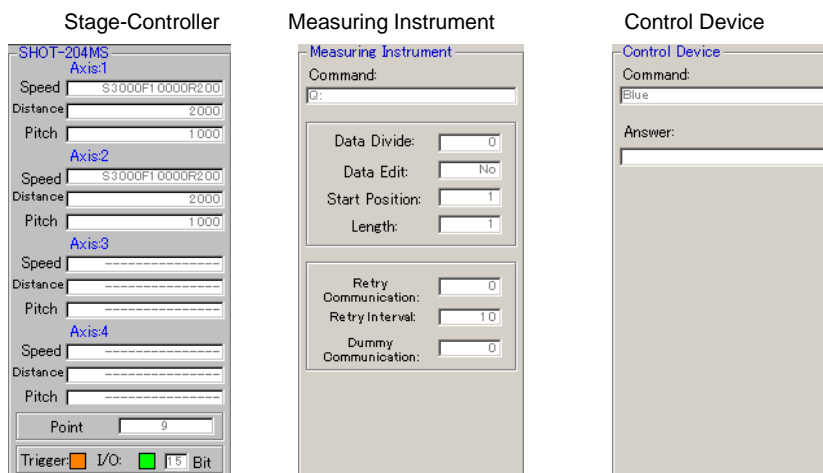 Stage-Controller
SHOT-204MS
Axis:1
Speed S3000F10000R200
Distance 2000
Pitch 1000
Axis:2
Speed S3000F10000R200
Distance 2000
Pitch 1000
Axis:3
Speed ---------------
Distance ---------------
Pitch ---------------
Axis:4
Speed ---------------
Distance ---------------
Pitch ---------------
Point 9
Trigger: I/O: 15 Bit
Measuring Instrument
Measuring Instrument
Command:
Q:
Data Divide: 0
Data Edit: No
Start Position: 1
Length: 1
Retry
Communication: 0
Retry Interval: 10
Dummy
Communication: 0
Control Device
Control Device
Command:
Blue
Answer: